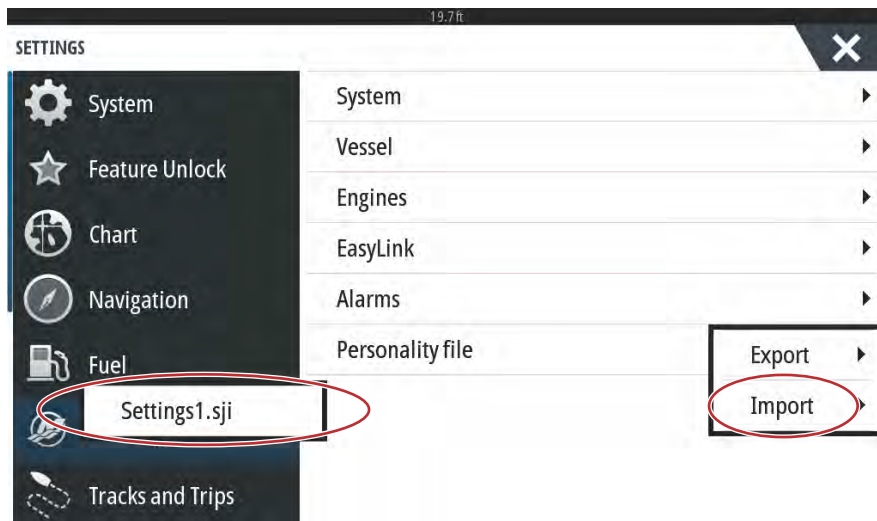 19.7 ft
SETTINGS
System
Feature Unlock
Chart
Navigation
Fuel
Settings1.sji
Tracks and Trips
System
Vessel
Engines
EasyLink
Alarms
Personality file
Export
Import